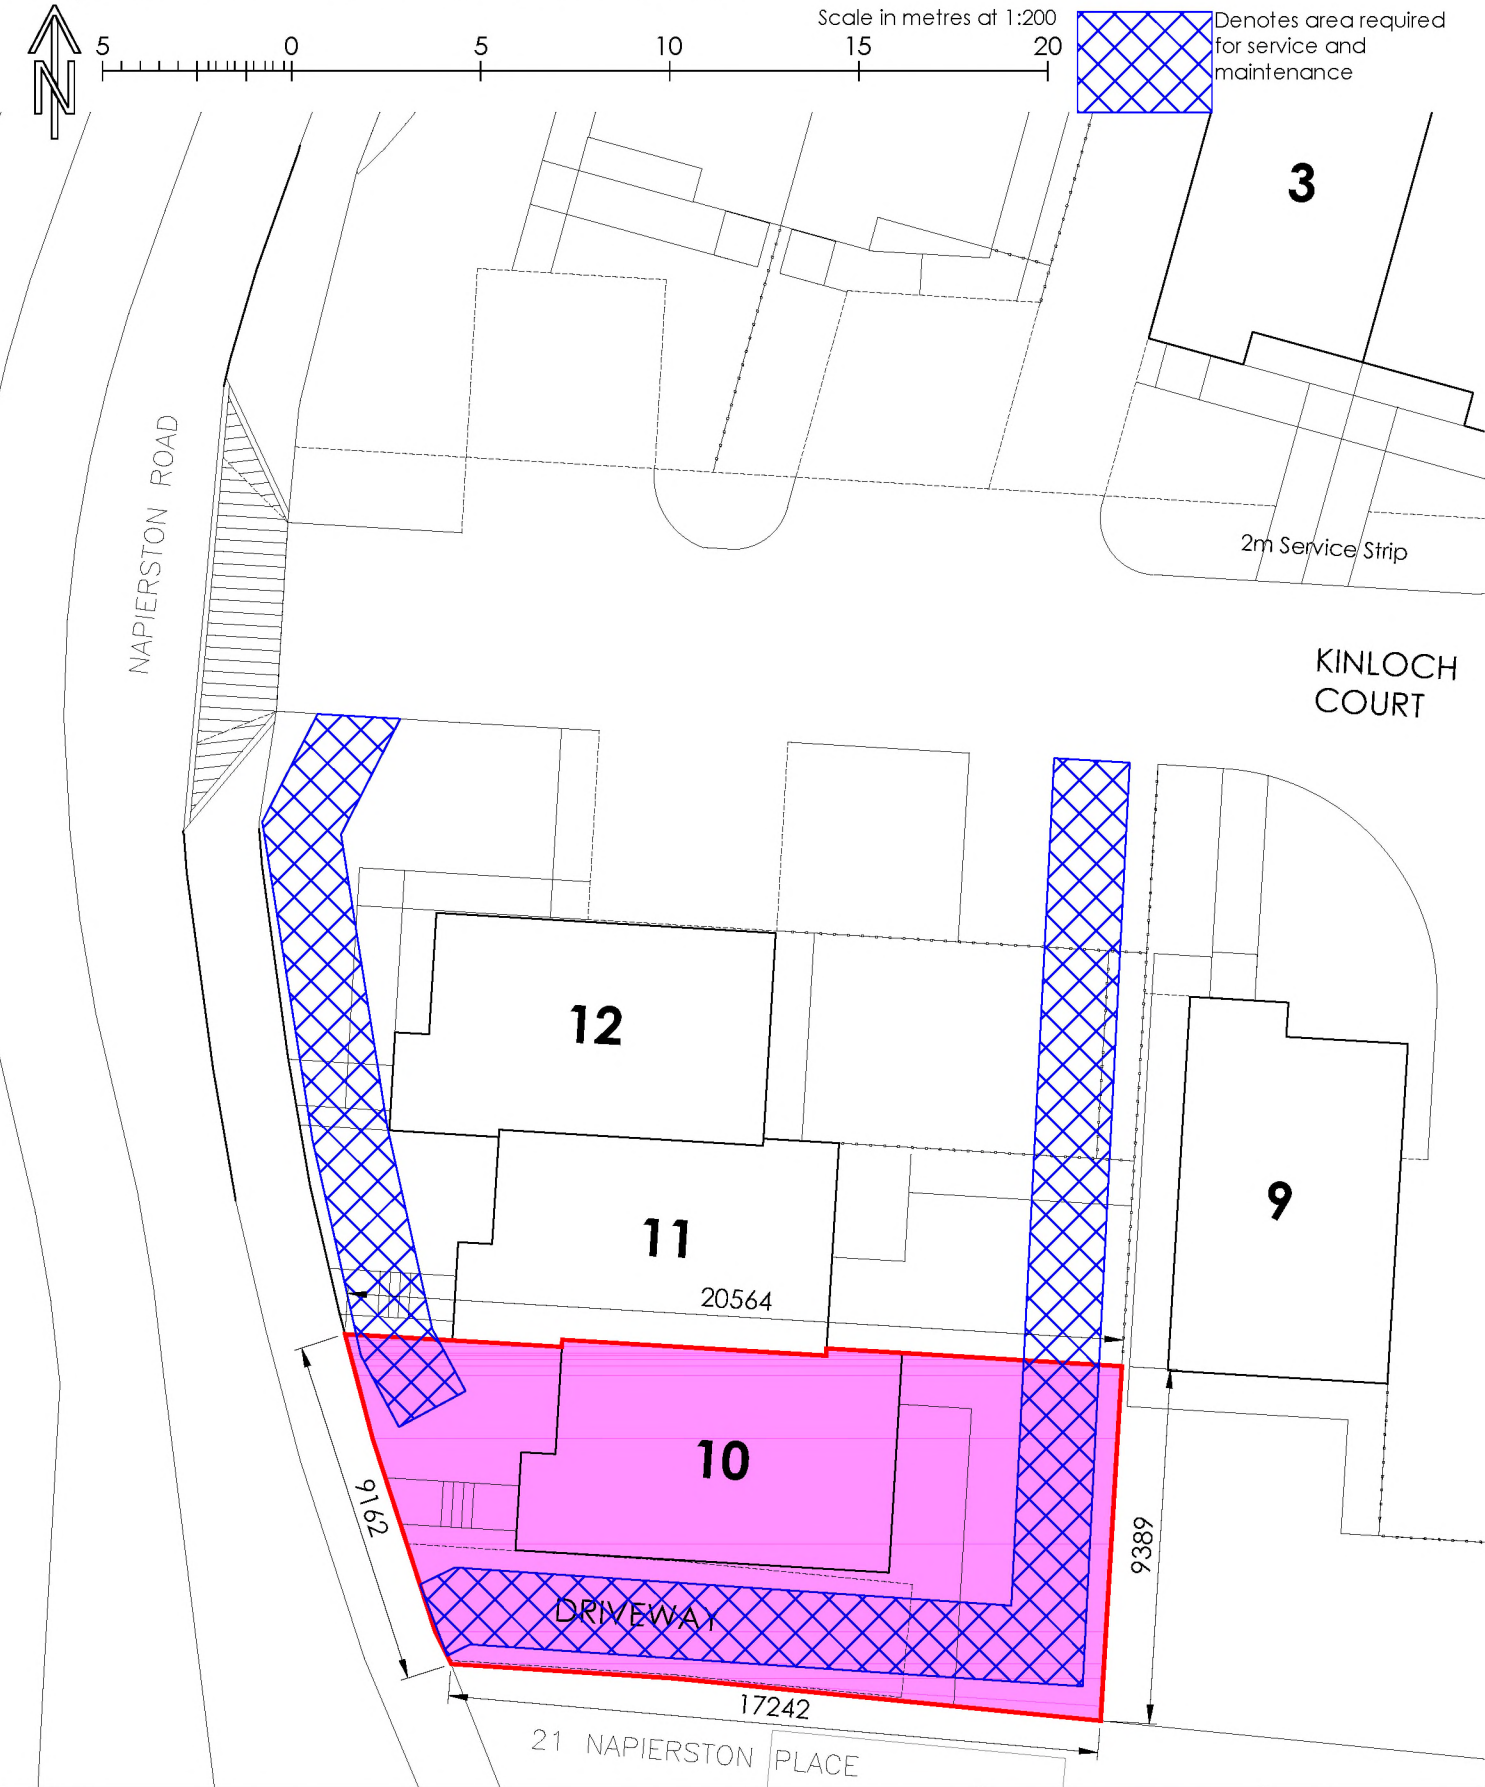 Scale in metres at 1:200
5 0 5 10 15 20
N
Denotes area required
for service and
maintenance
3
NAPIERSTON ROAD
2m Service Strip
KINLOCH
COURT
12
11
9
20564
10
9162
9389
DRIVEWAY
17242
21 NAPIERSTON PLACE